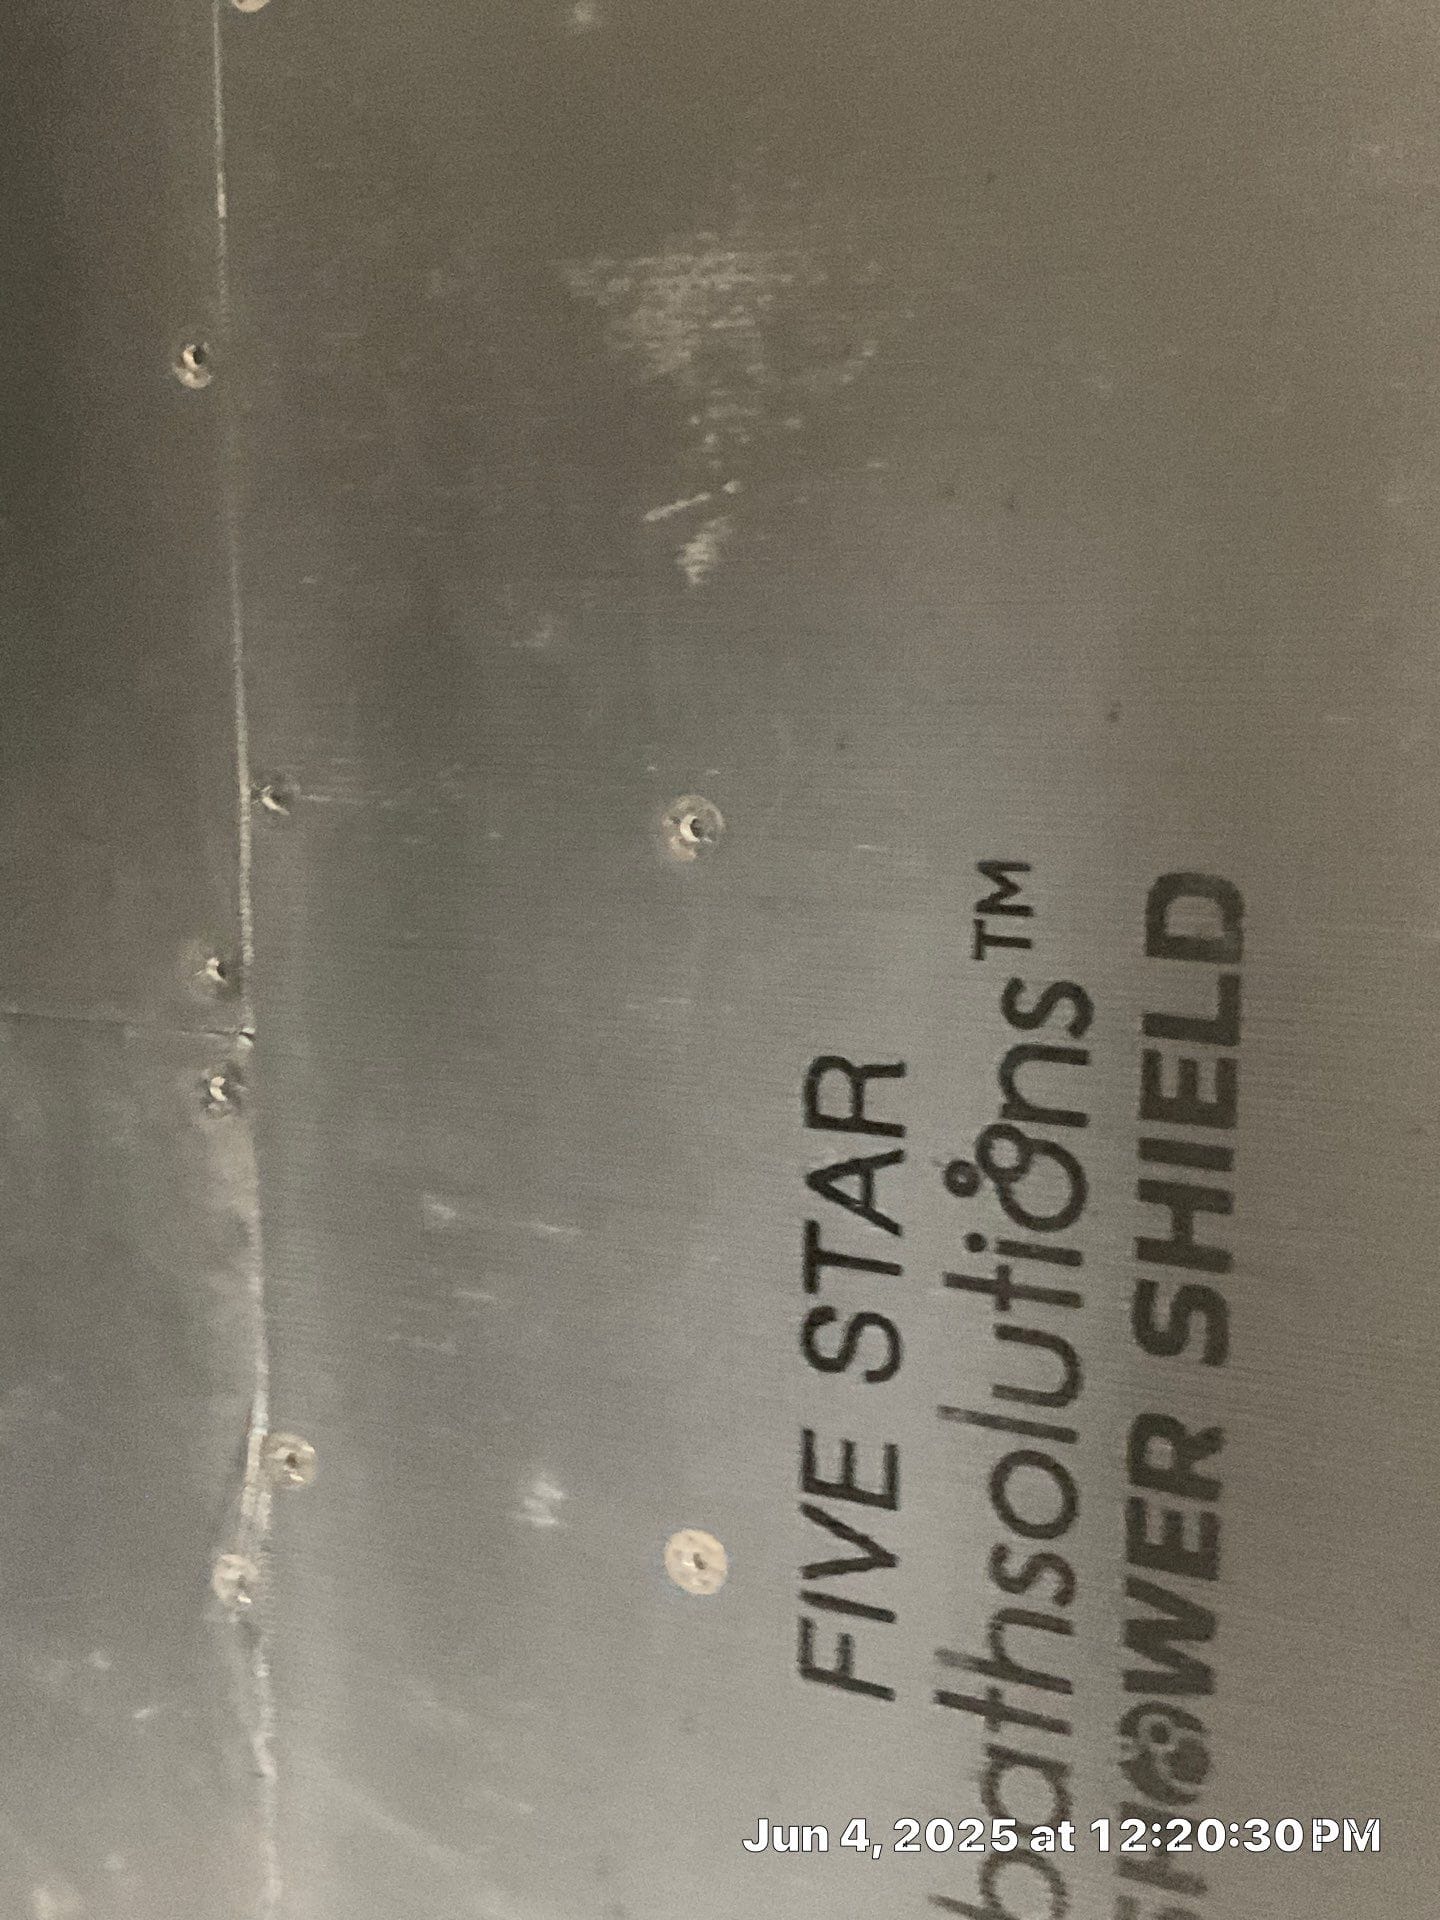 FIVE STAR
bathsolutions™
SHOWER SHIELD
Jun 4, 2025 at 12:20:30 PM